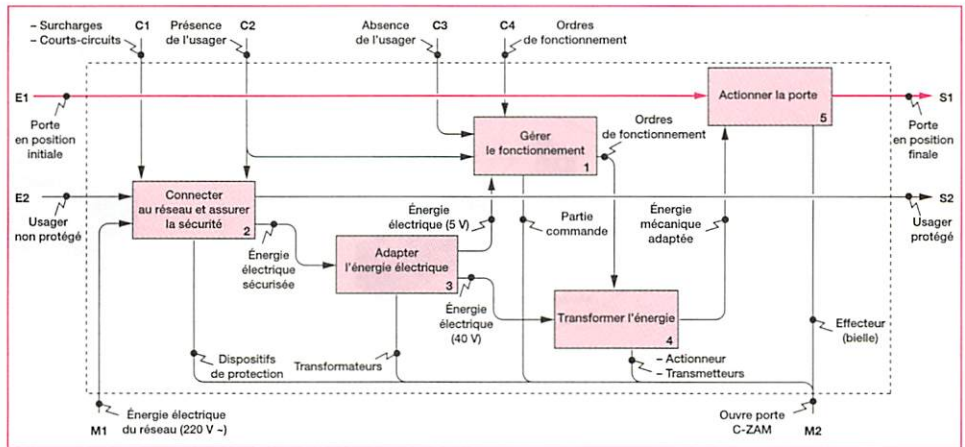 – Surcharges
– Courts-circuits
C1
Présence
de l'usager
C2
Absence
de l'usager
C3
C4
Ordres
de fonctionnement
E1
Porte
en position
initiale
Actionner la porte
5
S1
Porte
en position
finale
Gérer
le fonctionnement
1
Ordres
de fonctionnement
E2
Usager
non protégé
Connecter
au réseau et assurer
la sécurité
2
S2
Usager
protégé
Énergie
électrique
sécurisée
Énergie
électrique (5 V)
Adapter
l'énergie électrique
3
Partie
commande
Énergie
mécanique
adaptée
Énergie
électrique
(40 V)
Transformer l'énergie
4
Effecteur
(bielle)
Dispositifs
de protection
Transformateurs
– Actionneur
– Transmetteurs
M1
Énergie électrique
du réseau (220 V ~)
Ouvre porte
C-ZAM
M2